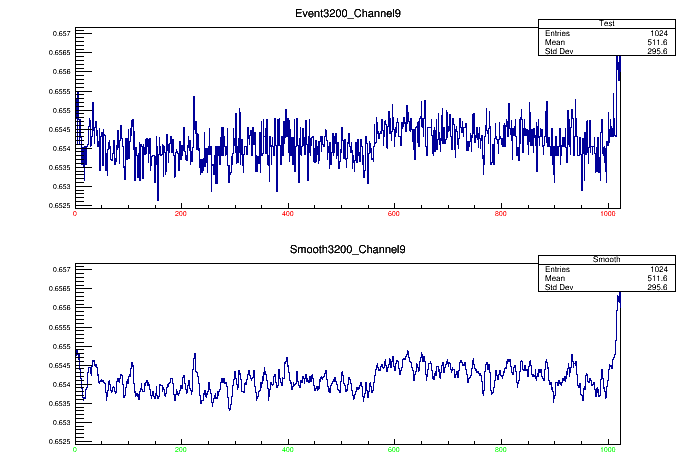 Event3200_Channel9
Test
Entries 1024
Mean 511.6
Std Dev 295.6
0.657
0.6565
0.656
0.6555
0.655
0.6545
0.654
0.6535
0.653
0.6525
0 200 400 600 800 1000
Smooth3200_Channel9
Smooth
Entries 1024
Mean 511.6
Std Dev 295.6
0.657
0.6565
0.656
0.6555
0.655
0.6545
0.654
0.6535
0.653
0.6525
0 200 400 600 800 1000